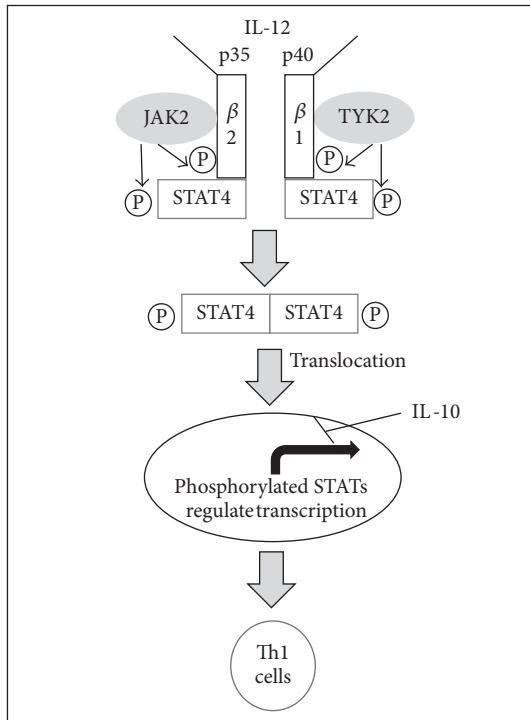 IL-12
p35 p40
JAK2 β 2 β 1 TYK2
P P
P STAT4 STAT4 P
P STAT4 STAT4 P
Translocation
IL-10
Phosphorylated STATs
regulate transcription
Th1
cells